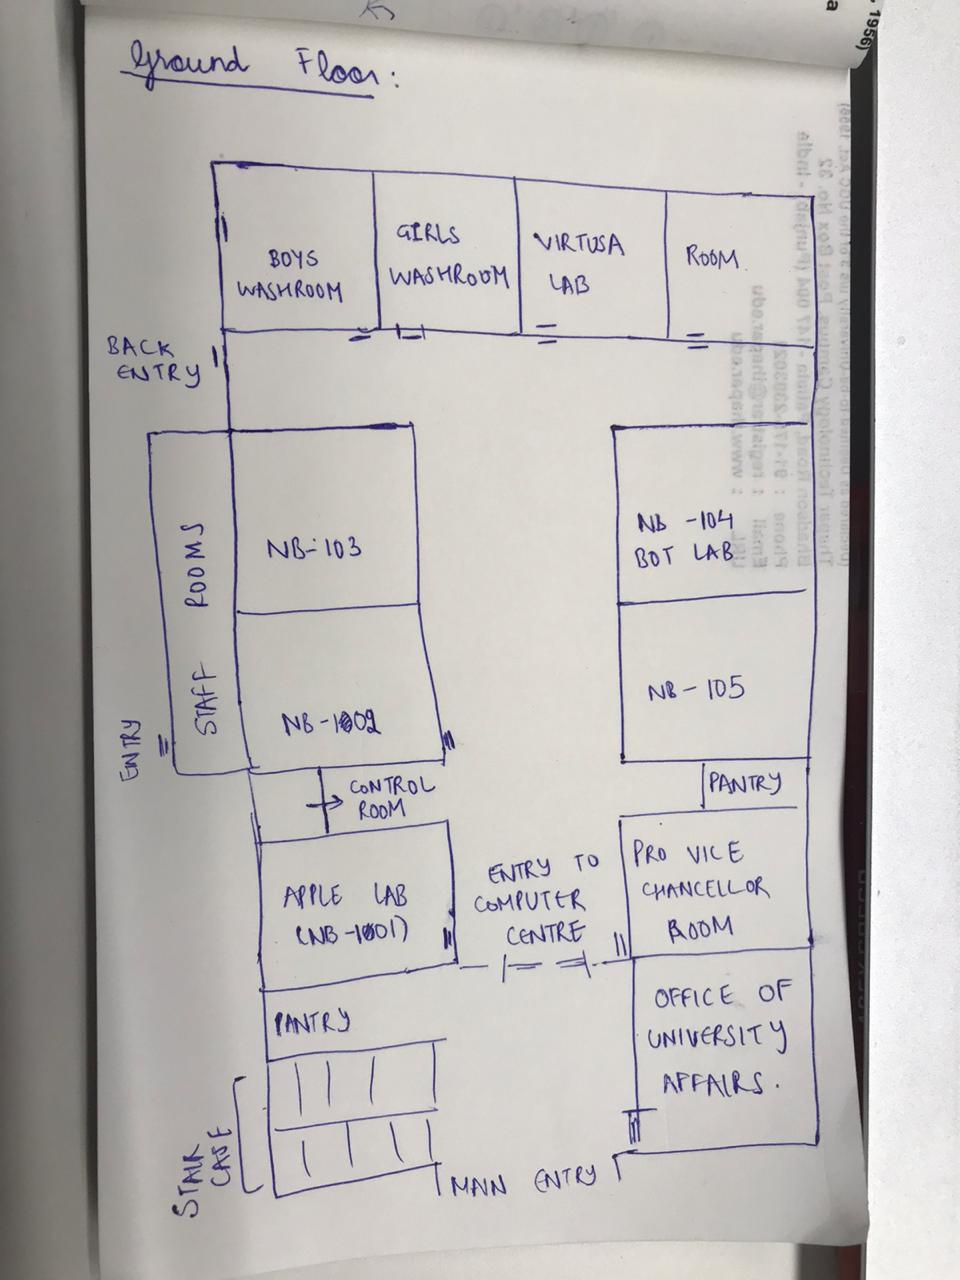 1956)
a
Ground Floor:
BOYS
WASHROOM
GIRLS
WASHROOM
VIRTUSA
LAB
ROOM
BACK
ENTRY
STAFF ROOMS
ENTRY
NB-103
NB-1002
NB-104
BOT LAB
NB-105
CONTROL
ROOM
PANTRY
APPLE LAB
(NB-1001)
ENTRY TO
COMPUTER
CENTRE
PRO VICE
CHANCELLOR
ROOM
PANTRY
OFFICE OF
UNIVERSITY
AFFAIRS.
STAIR
CASE
MAIN ENTRY